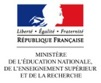 Liberté • Égalité • Fraternité
RÉPUBLIQUE FRANÇAISE
MINISTÈRE
DE L'ÉDUCATION NATIONALE,
DE L'ENSEIGNEMENT SUPÉRIEUR
ET DE LA RECHERCHE